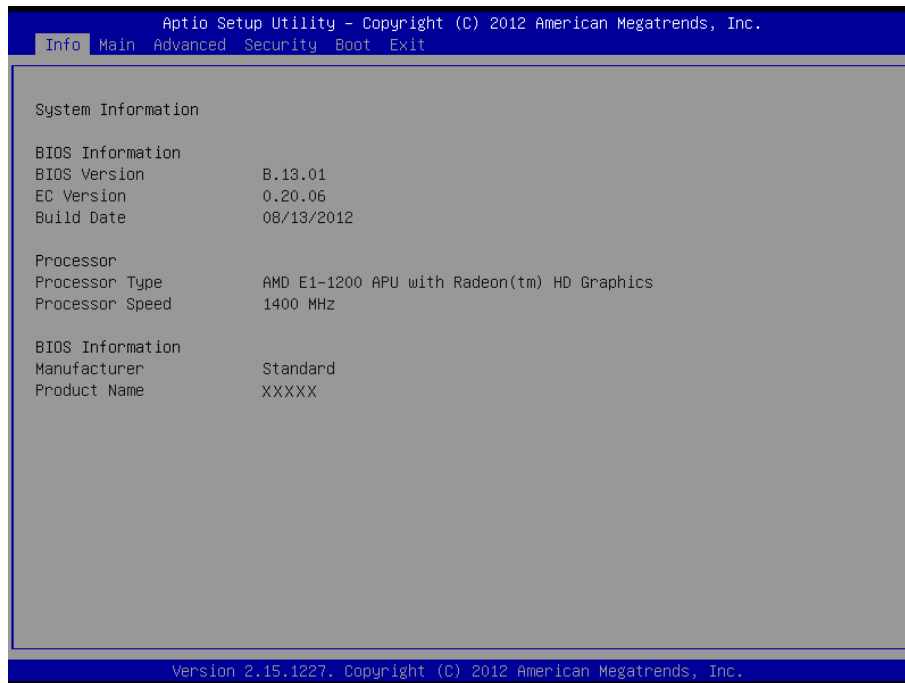 Aptio Setup Utility – Copyright (C) 2012 American Megatrends, Inc.
Info Main Advanced Security Boot Exit
System Information
BIOS Information
BIOS Version B.13.01
EC Version 0.20.06
Build Date 08/13/2012
Processor
Processor Type AMD E1-1200 APU with Radeon(tm) HD Graphics
Processor Speed 1400 MHz
BIOS Information
Manufacturer Standard
Product Name XXXXX
Version 2.15.1227. Copyright (C) 2012 American Megatrends, Inc.